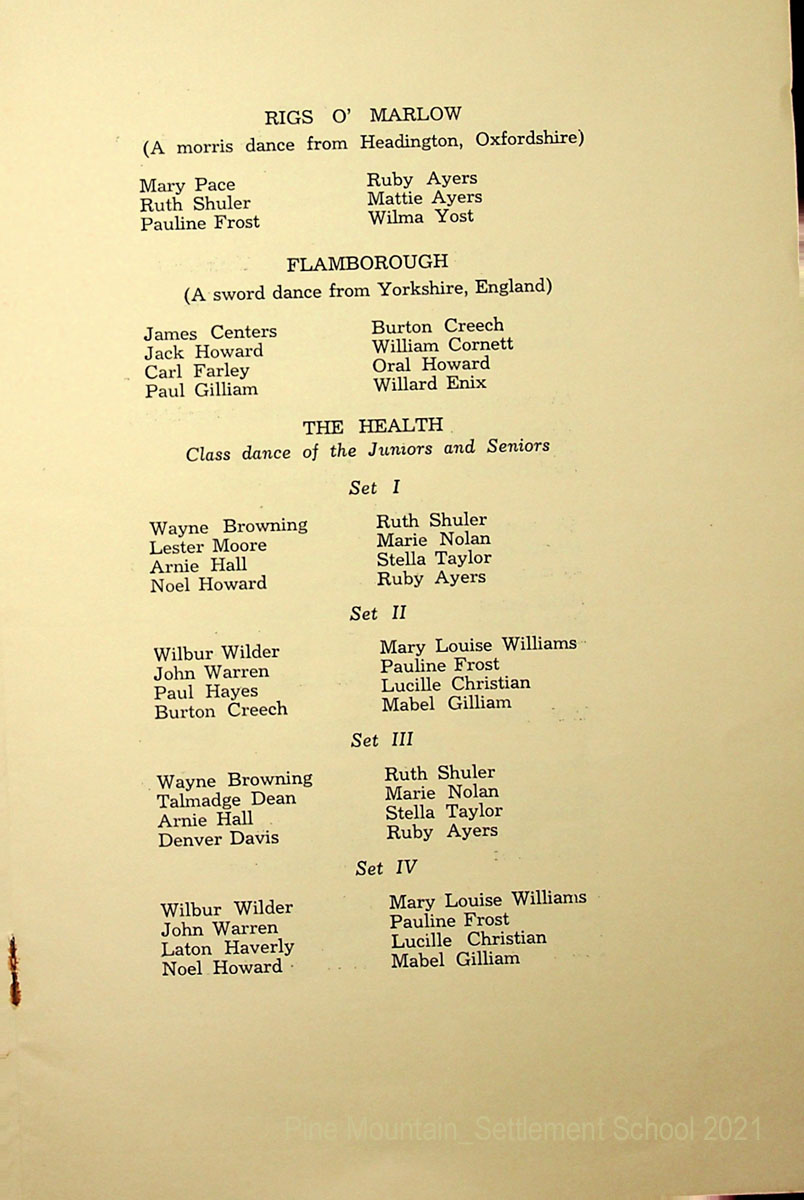 RIGS O' MARLOW
(A morris dance from Headington, Oxfordshire)
Mary Pace Ruby Ayers
Ruth Shuler Mattie Ayers
Pauline Frost Wilma Yost
FLAMBOROUGH
(A sword dance from Yorkshire, England)
James Centers Burton Creech
Jack Howard William Cornett
Carl Farley Oral Howard
Paul Gilliam Willard Enix
THE HEALTH
Class dance of the Juniors and Seniors
Set I
Wayne Browning Ruth Shuler
Lester Moore Marie Nolan
Arnie Hall Stella Taylor
Noel Howard Ruby Ayers
Set II
Wilbur Wilder Mary Louise Williams
John Warren Pauline Frost
Paul Hayes Lucille Christian
Burton Creech Mabel Gilliam
Set III
Wayne Browning Ruth Shuler
Talmadge Dean Marie Nolan
Arnie Hall Stella Taylor
Denver Davis Ruby Ayers
Set IV
Wilbur Wilder Mary Louise Williams
John Warren Pauline Frost
Laton Haverly Lucille Christian
Noel Howard Mabel Gilliam
Pine Mountain_Settlement School 2021